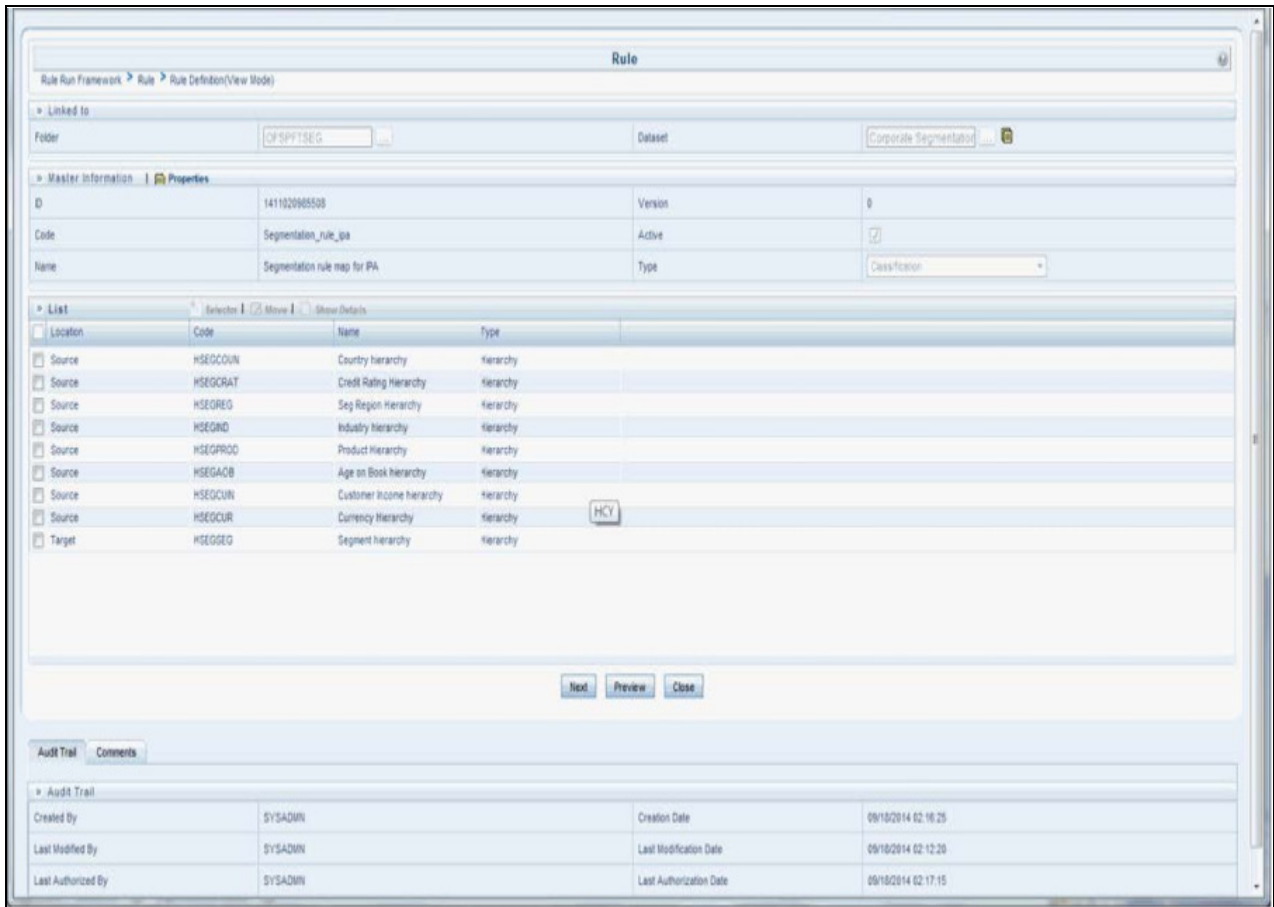 Rule
Rule Run Framework > Rule > Rule Definition(View Mode)
» Linked to
Folder OFSPFTSEG ... Dataset Corporate Segmentation ...
» Master Information | Properties
ID 1411020985508 Version 0
Code Segmentation_rule_ipa Active
Name Segmentation rule map for IPA Type Classification
» List Selector | Move | Show Details
Location Code Name Type
Source HSEGCOUN Country hierarchy Hierarchy
Source HSEGCRAT Credit Rating Hierarchy Hierarchy
Source HSEGREG Seg Region Hierarchy Hierarchy
Source HSEGIND Industry hierarchy Hierarchy
Source HSEGPROD Product Hierarchy Hierarchy
Source HSEGAOB Age on Book hierarchy Hierarchy
Source HSEGCUIN Customer Income hierarchy Hierarchy
Source HSEGCUR Currency Hierarchy Hierarchy
HCY
Target HSEGSEG Segment hierarchy Hierarchy
Next Preview Close
Audit Trail Comments
» Audit Trail
Created By SYSADMN Creation Date 09/18/2014 02:16:25
Last Modified By SYSADMN Last Modification Date 09/18/2014 02:12:20
Last Authorized By SYSADMN Last Authorization Date 09/18/2014 02:17:15